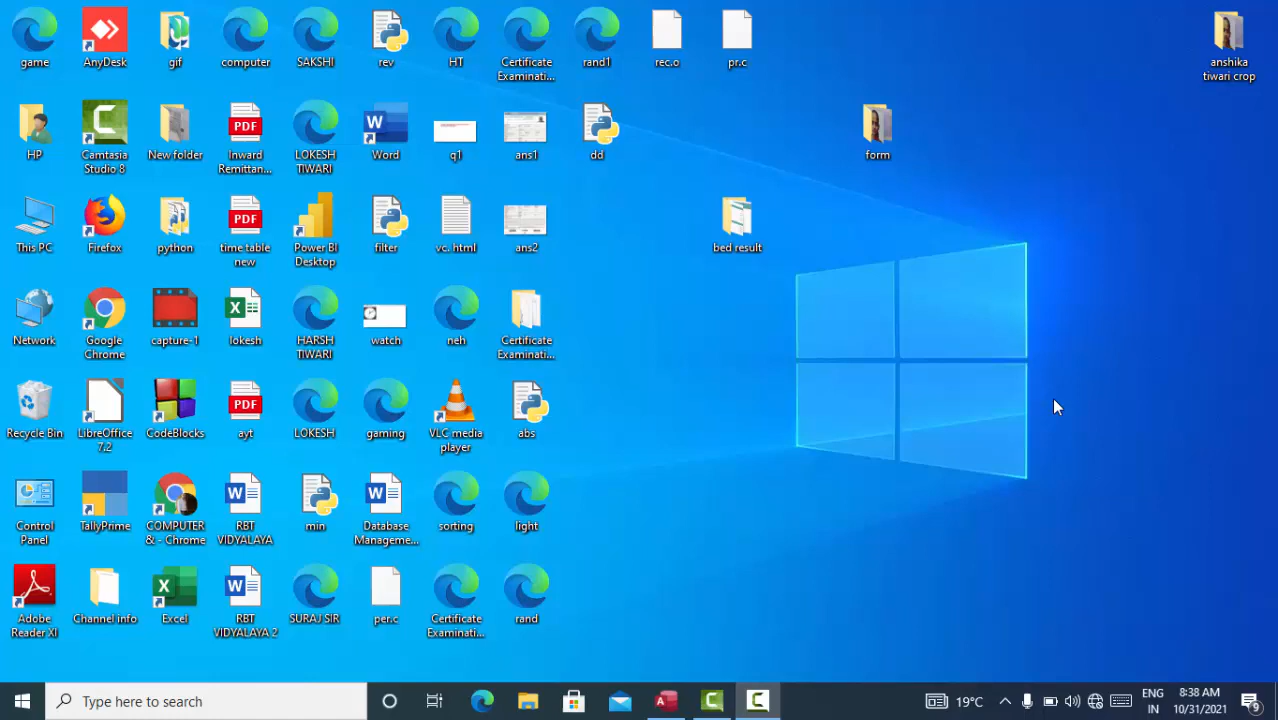 game
AnyDesk
gif
computer
SAKSHI
rev
HT
Certificate
Examinati...
rand1
rec.o
pr.c
anshika
tiwari crop
HP
Camtasia
Studio 8
New folder
PDF
Inward
Remittan...
LOKESH
TIWARI
Word
q1
ans1
dd
form
This PC
Firefox
python
PDF
time table
new
Power BI
Desktop
filter
vc. html
ans2
bed result
Network
Google
Chrome
capture-1
lokesh
HARSH
TIWARI
watch
neh
Certificate
Examinati...
Recycle Bin
LibreOffice
7.2
CodeBlocks
PDF
ayt
LOKESH
gaming
VLC media
player
abs
Control
Panel
TallyPrime
COMPUTER
& - Chrome
RBT
VIDYALAYA
min
Database
Manageme...
sorting
light
Adobe
Reader XI
Channel info
Excel
RBT
VIDYALAYA 2
SURAJ SIR
per.c
Certificate
Examinati...
rand
Type here to search
19°C
ENG
IN
8:38 AM
10/31/2021
9